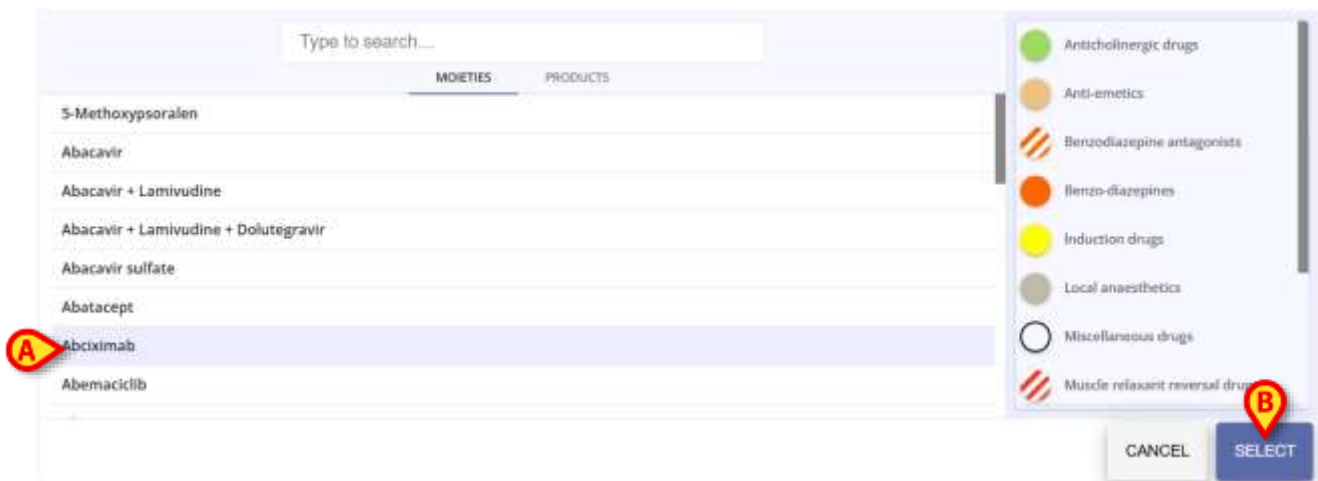 Type to search....
MOIETIES PRODUCTS
5-Methoxypsoralen
Abacavir
Abacavir + Lamivudine
Abacavir + Lamivudine + Dolutegravir
Abacavir sulfate
Abatacept
A Abciximab
Abemaciclib
Anticholinergic drugs
Anti-emetics
Benzodiazepine antagonists
Benzo-diazepines
Induction drugs
Local anaesthetics
Miscellaneous drugs
Muscle relaxant reversal
B
CANCEL SELECT